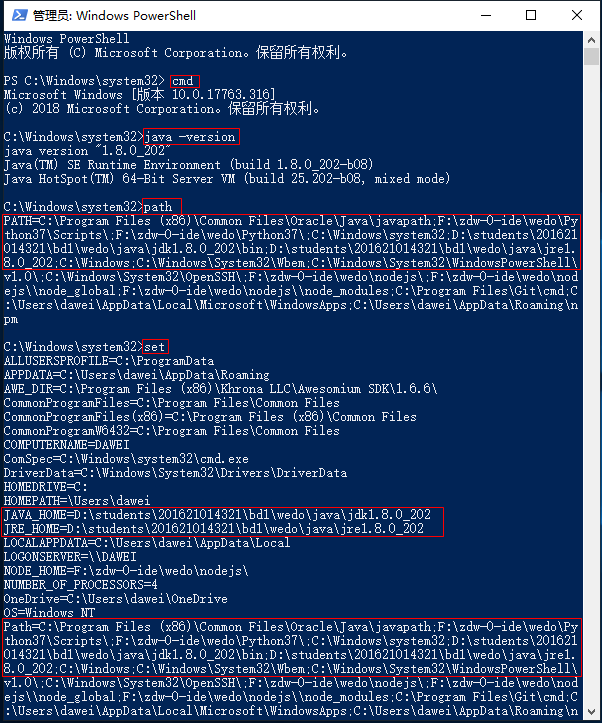 管理员: Windows PowerShell
Windows PowerShell
版权所有 (C) Microsoft Corporation。保留所有权利。
PS C:\Windows\system32> cmd
Microsoft Windows [版本 10.0.17763.316]
(c) 2018 Microsoft Corporation。保留所有权利。
C:\Windows\system32>java -version
java version "1.8.0_202"
Java(TM) SE Runtime Environment (build 1.8.0_202-b08)
Java HotSpot(TM) 64-Bit Server VM (build 25.202-b08, mixed mode)
C:\Windows\system32>path
PATH=C:\Program Files (x86)\Common Files\Oracle\Java\javapath;F:\zdw-0-ide\wedo\Py
thon37\Scripts\;F:\zdw-0-ide\wedo\Python37\;C:\Windows\system32;D:\students\201621
014321\bd1\wedo\java\jdk1.8.0_202\bin;D:\students\201621014321\bd1\wedo\java\jre1.
8.0_202;C:\Windows;C:\Windows\System32\Wbem;C:\Windows\System32\WindowsPowerShell\
v1.0\;C:\Windows\System32\OpenSSH\;F:\zdw-0-ide\wedo\nodejs\;F:\zdw-0-ide\wedo\nod
ejs\\node_global;F:\zdw-0-ide\wedo\nodejs\\node_modules;C:\Program Files\Git\cmd;C
:\Users\dawei\AppData\Local\Microsoft\WindowsApps;C:\Users\dawei\AppData\Roaming\n
pm
C:\Windows\system32>set
ALLUSERSPROFILE=C:\ProgramData
APPDATA=C:\Users\dawei\AppData\Roaming
AWE_DIR=C:\Program Files (x86)\Khrona LLC\Awesomium SDK\1.6.6\
CommonProgramFiles=C:\Program Files\Common Files
CommonProgramFiles(x86)=C:\Program Files (x86)\Common Files
CommonProgramW6432=C:\Program Files\Common Files
COMPUTERNAME=DAWEI
ComSpec=C:\Windows\system32\cmd.exe
DriverData=C:\Windows\System32\Drivers\DriverData
HOMEDRIVE=C:
HOMEPATH=\Users\dawei
JAVA_HOME=D:\students\201621014321\bd1\wedo\java\jdk1.8.0_202
JRE_HOME=D:\students\201621014321\bd1\wedo\java\jre1.8.0_202
LOCALAPPDATA=C:\Users\dawei\AppData\Local
LOGONSERVER=\\DAWEI
NODE_HOME=F:\zdw-0-ide\wedo\nodejs\
NUMBER_OF_PROCESSORS=4
OneDrive=C:\Users\dawei\OneDrive
OS=Windows_NT
Path=C:\Program Files (x86)\Common Files\Oracle\Java\javapath;F:\zdw-0-ide\wedo\Py
thon37\Scripts\;F:\zdw-0-ide\wedo\Python37\;C:\Windows\system32;D:\students\201621
014321\bd1\wedo\java\jdk1.8.0_202\bin;D:\students\201621014321\bd1\wedo\java\jre1.
8.0_202;C:\Windows;C:\Windows\System32\Wbem;C:\Windows\System32\WindowsPowerShell\
v1.0\;C:\Windows\System32\OpenSSH\;F:\zdw-0-ide\wedo\nodejs\;F:\zdw-0-ide\wedo\nod
ejs\\node_global;F:\zdw-0-ide\wedo\nodejs\\node_modules;C:\Program Files\Git\cmd;C
:\Users\dawei\AppData\Local\Microsoft\WindowsApps;C:\Users\dawei\AppData\Roaming\n